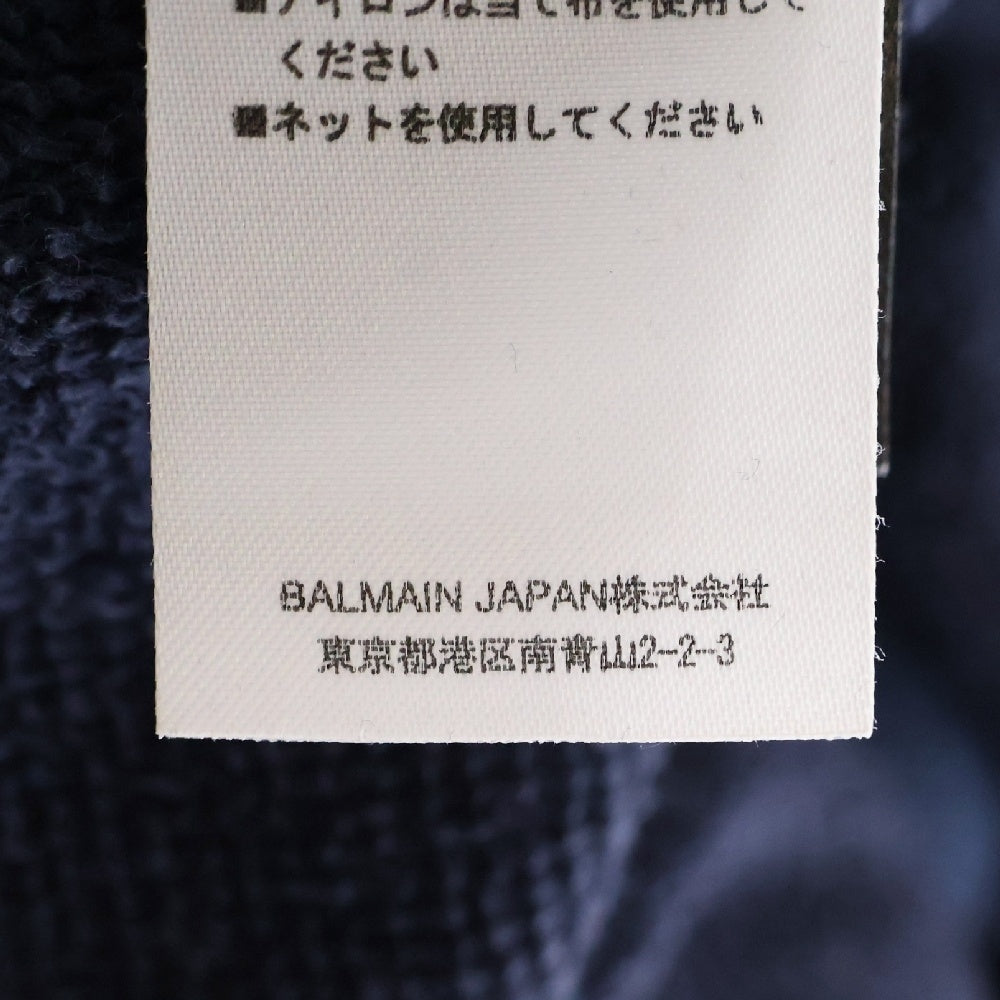 ■アイロンは当て布を使用して
ください
■ネットを使用してください
BALMAIN JAPAN株式会社
東京都港区南青山2-2-3